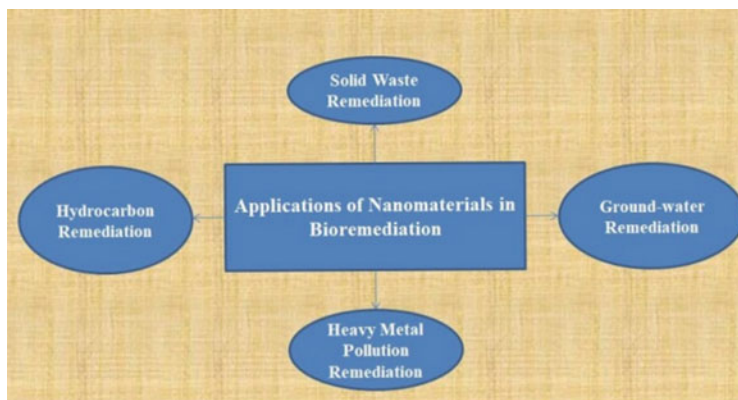 Solid Waste
Remediation
Hydrocarbon
Remediation
Applications of Nanomaterials in
Bioremediation
Ground-water
Remediation
Heavy Metal
Pollution
Remediation